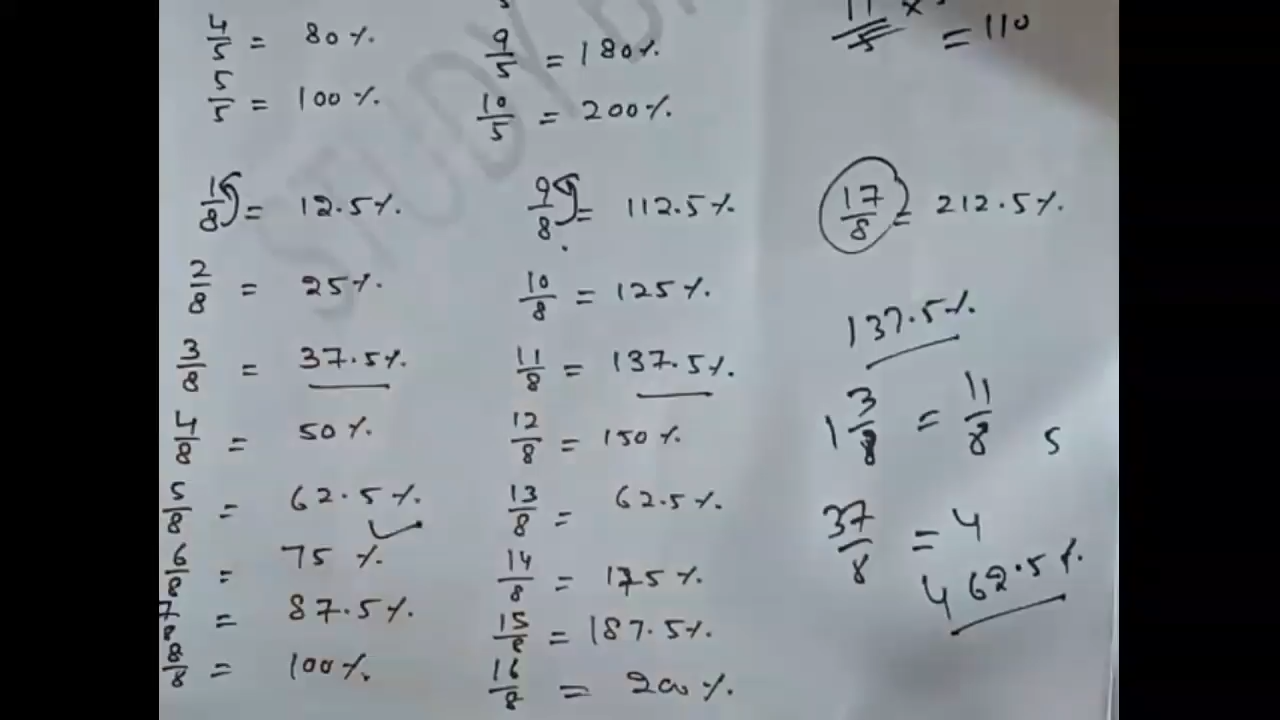 4/5 = 80%
5/5 = 100%
1/8 = 12.5%
2/8 = 25%
3/8 = 37.5%
4/8 = 50%
5/8 = 62.5%
6/8 = 75%
7/8 = 87.5%
8/8 = 100%
9/5 = 180%
10/5 = 200%
9/8 = 112.5%
10/8 = 125%
11/8 = 137.5%
12/8 = 150%
13/8 = 62.5%
14/8 = 175%
15/8 = 187.5%
16/8 = 200%
= 110
17/8 = 212.5%
137.5%
1 3/8 = 11/8
5
37/8 = 4
462.5%